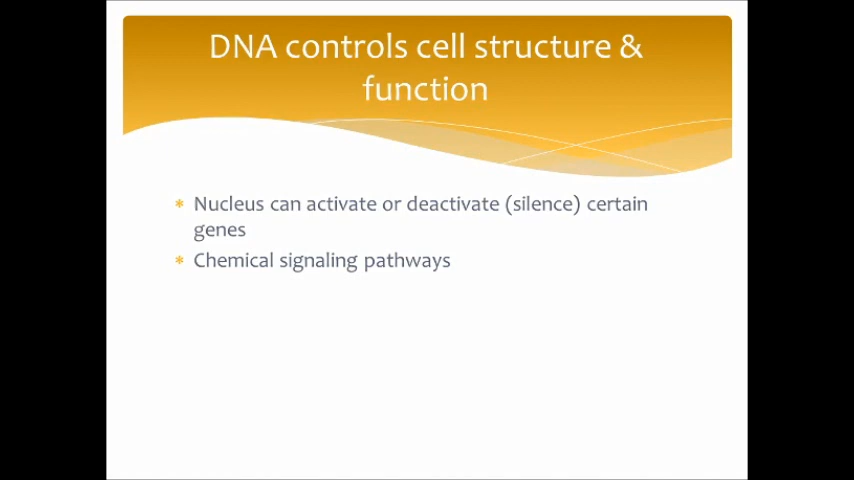 DNA controls cell structure &
function
* Nucleus can activate or deactivate (silence) certain
genes
* Chemical signaling pathways